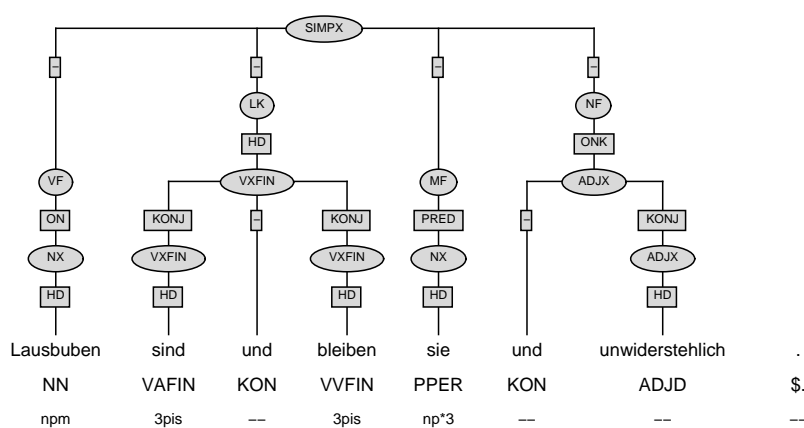 SIMPX
– – – –
LK NF
HD ONK
VF VXFIN MF ADJX
ON KONJ – KONJ PRED – KONJ
NX VXFIN VXFIN NX ADJX
HD HD HD HD HD
Lausbuben sind und bleiben sie und unwiderstehlich .
NN VAFIN KON VVFIN PPER KON ADJD $.
npm 3pis –– 3pis np*3 –– –– ––